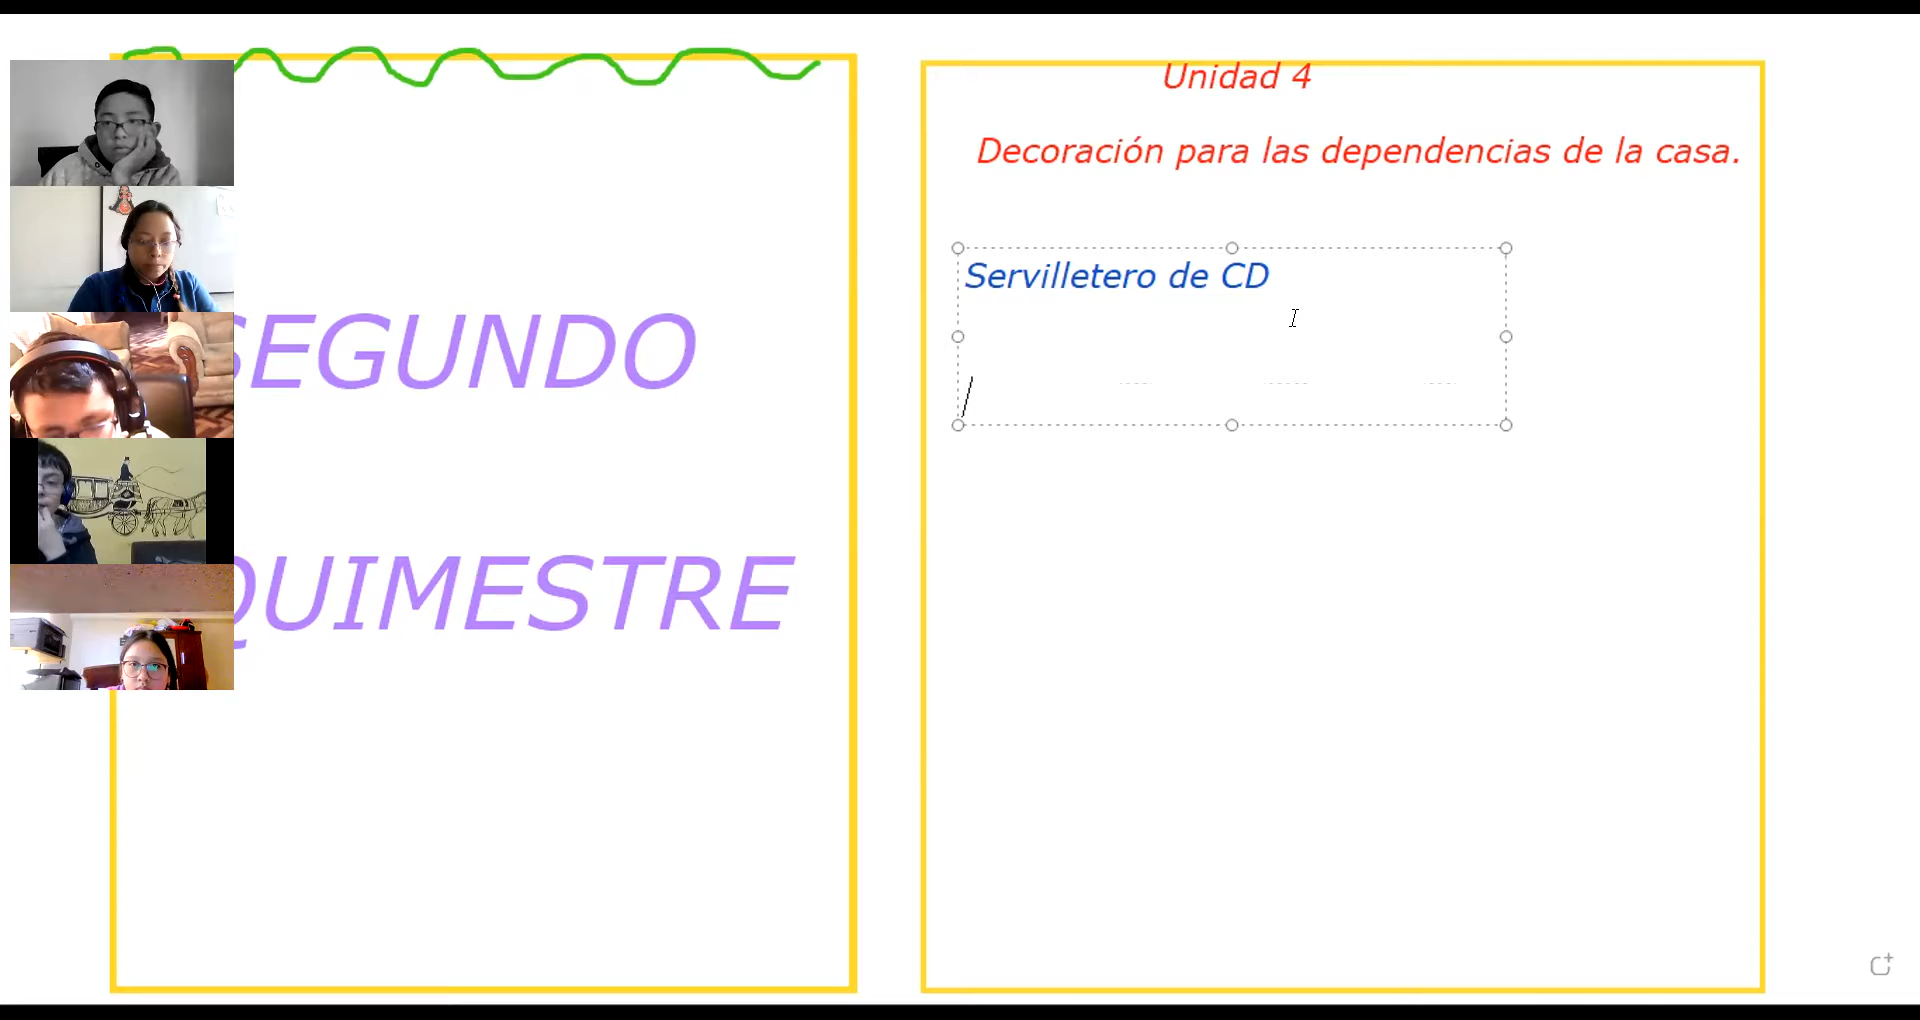 SEGUNDO
QUIMESTRE
Unidad 4
Decoración para las dependencias de la casa.
Servilletero de CD